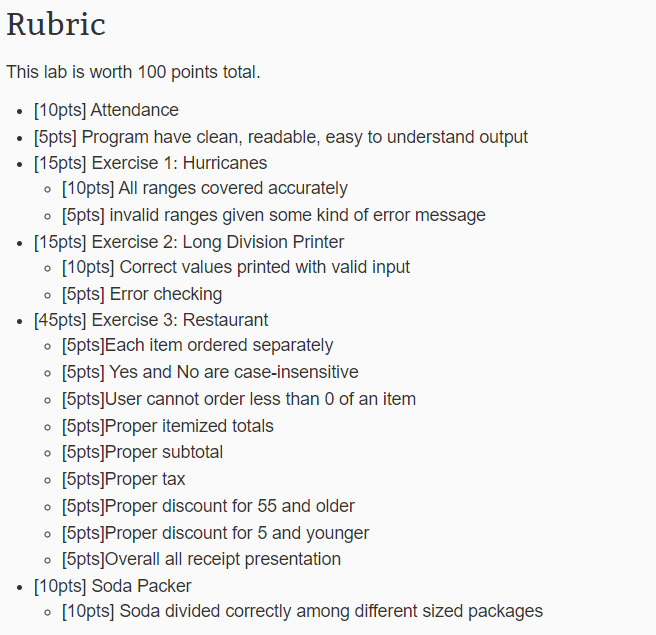 Rubric
This lab is worth 100 points total.
• [10pts] Attendance
• [5pts] Program have clean, readable, easy to understand output
• [15pts] Exercise 1: Hurricanes
◦ [10pts] All ranges covered accurately
◦ [5pts] invalid ranges given some kind of error message
• [15pts] Exercise 2: Long Division Printer
◦ [10pts] Correct values printed with valid input
◦ [5pts] Error checking
• [45pts] Exercise 3: Restaurant
◦ [5pts]Each item ordered separately
◦ [5pts] Yes and No are case-insensitive
◦ [5pts]User cannot order less than 0 of an item
◦ [5pts]Proper itemized totals
◦ [5pts]Proper subtotal
◦ [5pts]Proper tax
◦ [5pts]Proper discount for 55 and older
◦ [5pts]Proper discount for 5 and younger
◦ [5pts]Overall all receipt presentation
• [10pts] Soda Packer
◦ [10pts] Soda divided correctly among different sized packages